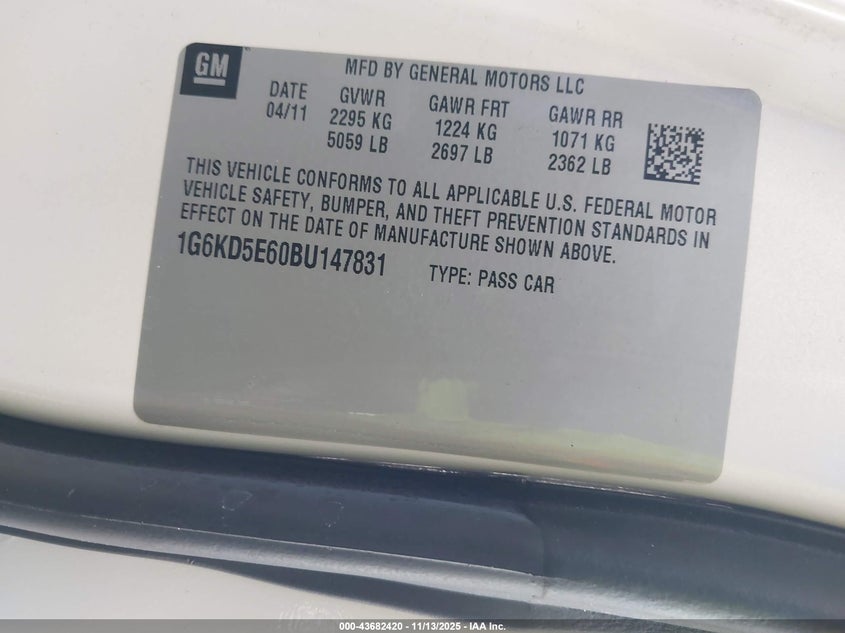 GM
MFD BY GENERAL MOTORS LLC
DATE GVWR GAWR FRT GAWR RR
04/11 2295 KG 1224 KG 1071 KG
5059 LB 2697 LB 2362 LB
THIS VEHICLE CONFORMS TO ALL APPLICABLE U.S. FEDERAL MOTOR
VEHICLE SAFETY, BUMPER, AND THEFT PREVENTION STANDARDS IN
EFFECT ON THE DATE OF MANUFACTURE SHOWN ABOVE.
1G6KD5E60BU147831 TYPE: PASS CAR
000-43682420 - 11/13/2025 - IAA Inc.